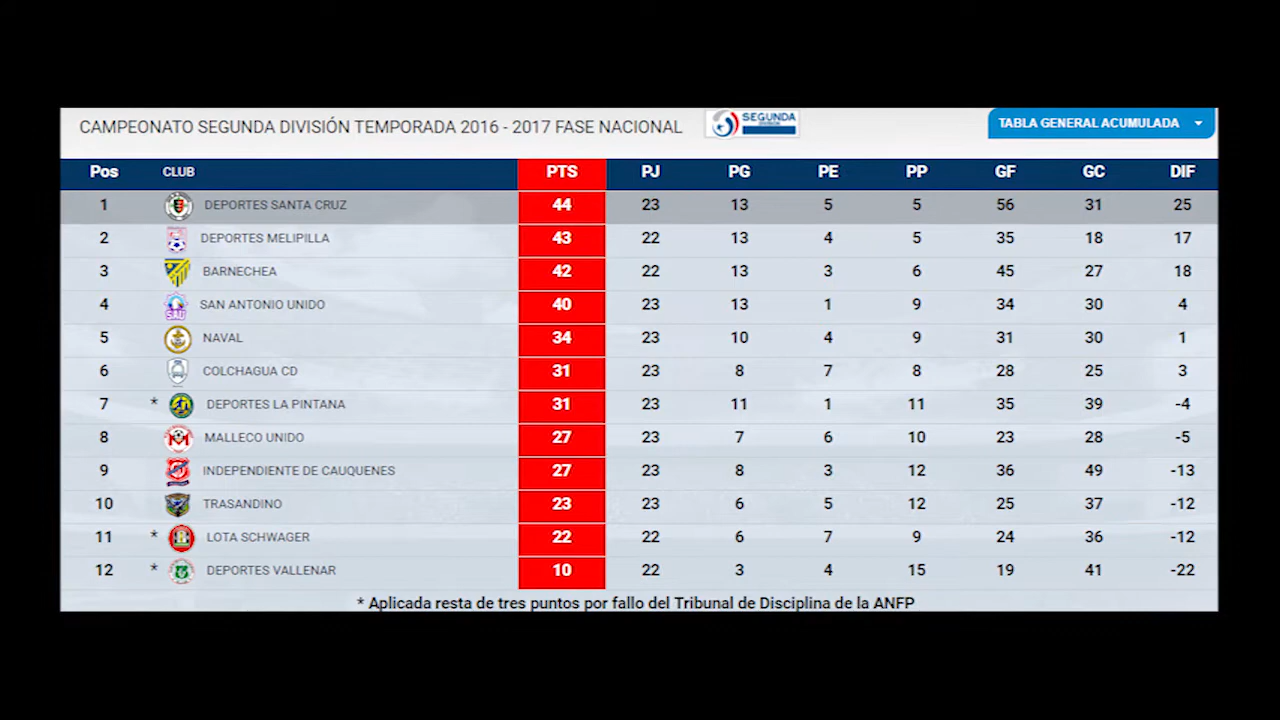 CAMPEONATO SEGUNDA DIVISIÓN TEMPORADA 2016 - 2017 FASE NACIONAL SEGUNDA DIVISIÓN TABLA GENERAL ACUMULADA
Pos CLUB PTS PJ PG PE PP GF GC DIF
1 DEPORTES SANTA CRUZ 44 23 13 5 5 56 31 25
2 DEPORTES MELIPILLA 43 22 13 4 5 35 18 17
3 BARNECHEA 42 22 13 3 6 45 27 18
4 SAU SAN ANTONIO UNIDO 40 23 13 1 9 34 30 4
5 NAVAL 34 23 10 4 9 31 30 1
6 COLCHAGUA CD 31 23 8 7 8 28 25 3
7 * DEPORTES LA PINTANA 31 23 11 1 11 35 39 -4
8 MALLECO UNIDO 27 23 7 6 10 23 28 -5
9 INDEPENDIENTE DE CAUQUENES 27 23 8 3 12 36 49 -13
10 TRASANDINO 23 23 6 5 12 25 37 -12
11 * LOTA SCHWAGER 22 22 6 7 9 24 36 -12
12 * DEPORTES VALLENAR 10 22 3 4 15 19 41 -22
* Aplicada resta de tres puntos por fallo del Tribunal de Disciplina de la ANFP